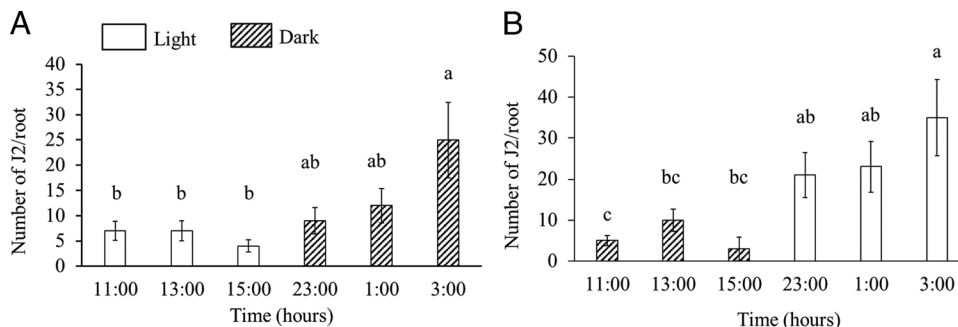 A
Light Dark
Number of J2/root
40
35
30
25
20
15
10
5
0
b b b ab ab a
11:00 13:00 15:00 23:00 1:00 3:00
Time (hours)
B
Number of J2/root
50
40
30
20
10
0
c bc bc ab ab a
11:00 13:00 15:00 23:00 1:00 3:00
Time (hours)